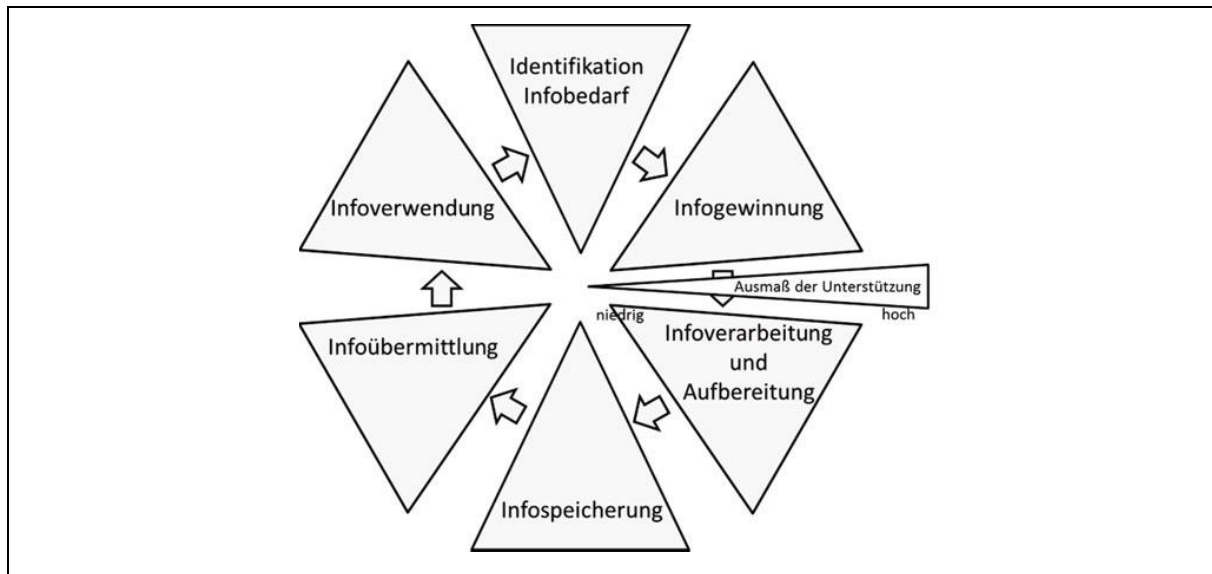 Identifikation
Infobedarf
Infoverwendung
Infogewinnung
Ausmaß der Unterstützung
niedrig
hoch
Infoübermittlung
Infoverarbeitung
und
Aufbereitung
Infospeicherung